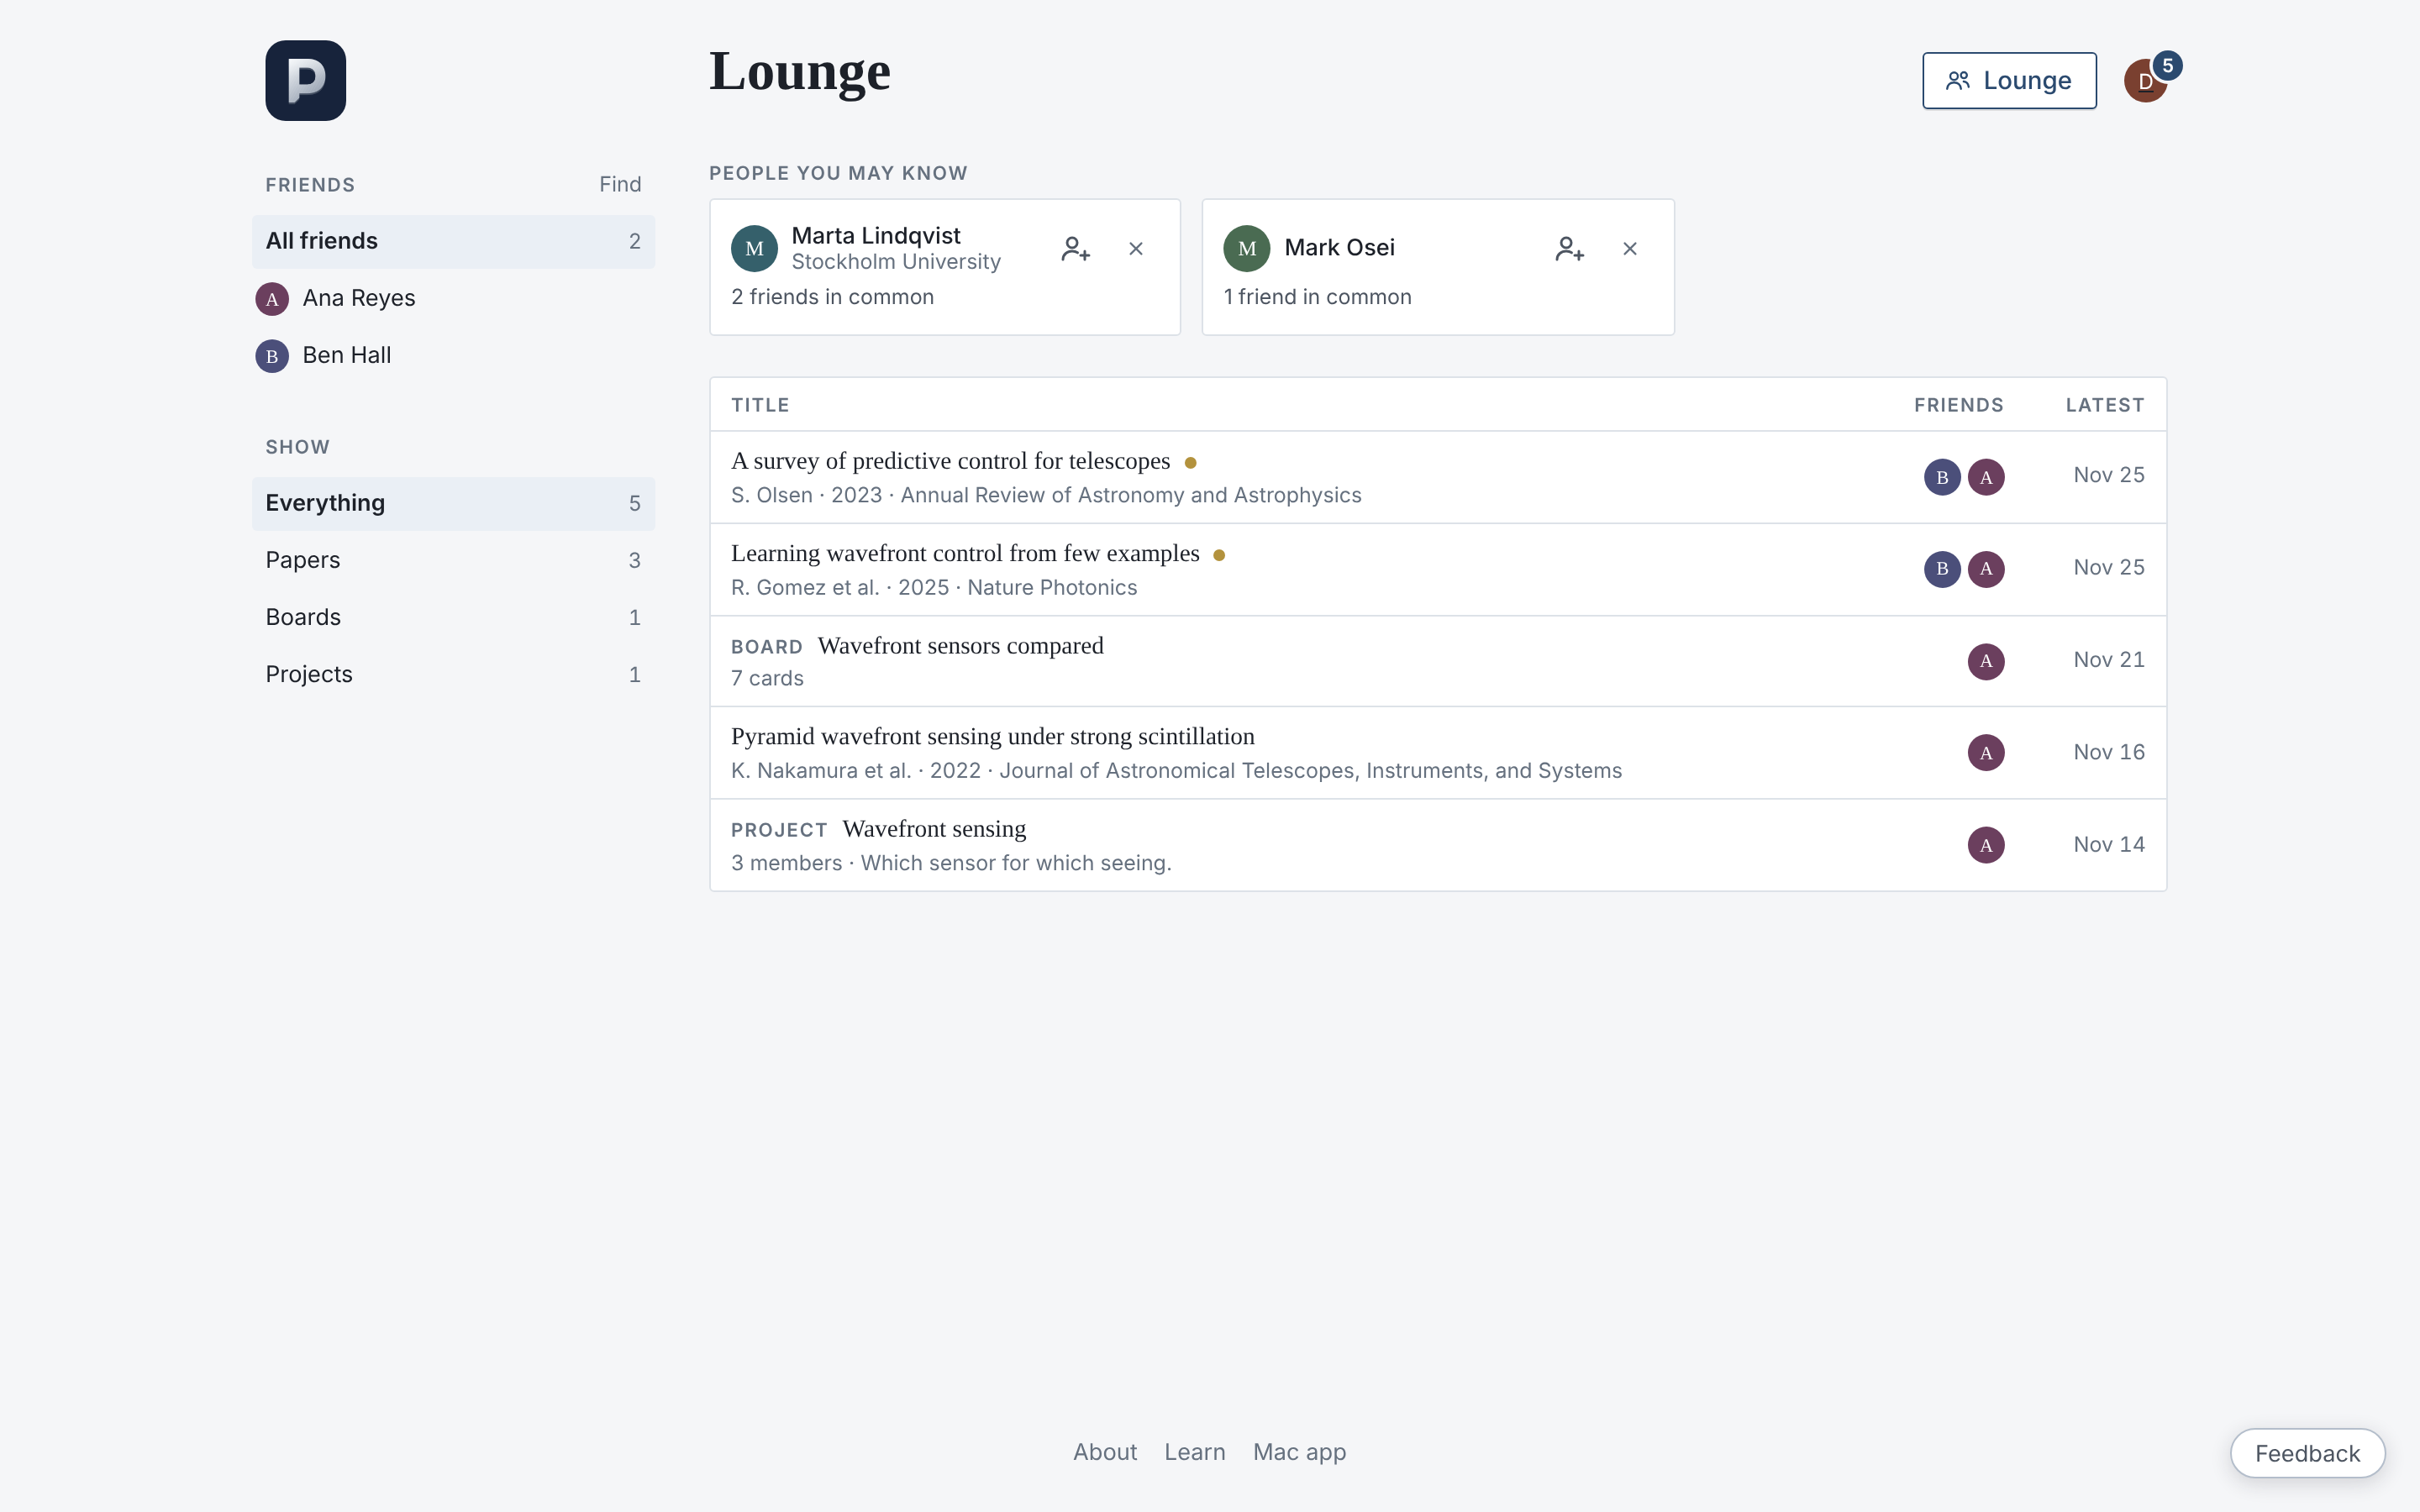 P
Lounge
Lounge
D
5
FRIENDS
Find
All friends
2
A
Ana Reyes
B
Ben Hall
SHOW
Everything
5
Papers
3
Boards
1
Projects
1
PEOPLE YOU MAY KNOW
M
Marta Lindqvist
Stockholm University
2 friends in common
M
Mark Osei
1 friend in common
TITLE FRIENDS LATEST
A survey of predictive control for telescopes
S. Olsen · 2023 · Annual Review of Astronomy and Astrophysics
B A Nov 25
Learning wavefront control from few examples
R. Gomez et al. · 2025 · Nature Photonics
B A Nov 25
BOARD Wavefront sensors compared
7 cards
A Nov 21
Pyramid wavefront sensing under strong scintillation
K. Nakamura et al. · 2022 · Journal of Astronomical Telescopes, Instruments, and Systems
A Nov 16
PROJECT Wavefront sensing
3 members · Which sensor for which seeing.
A Nov 14
About Learn Mac app
Feedback